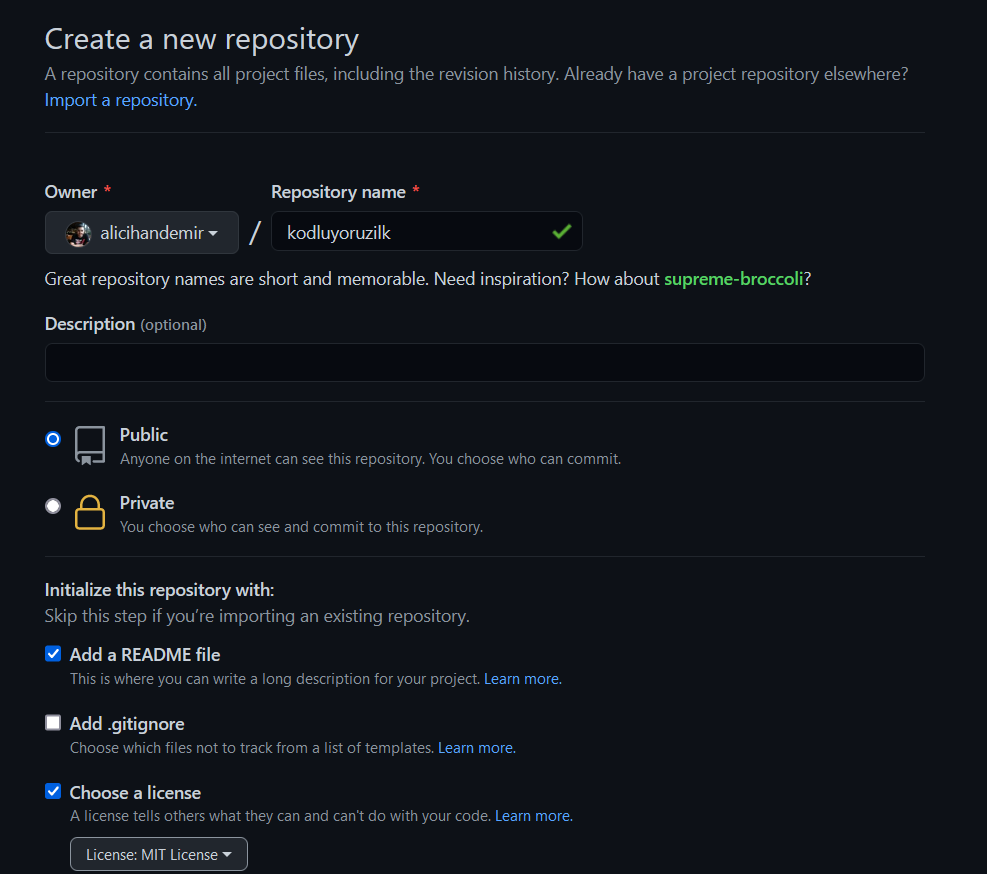 Create a new repository
A repository contains all project files, including the revision history. Already have a project repository elsewhere?
Import a repository.
Owner * Repository name *
alicihandemir / kodluyoruzilk
Great repository names are short and memorable. Need inspiration? How about supreme-broccoli?
Description (optional)
Public
Anyone on the internet can see this repository. You choose who can commit.
Private
You choose who can see and commit to this repository.
Initialize this repository with:
Skip this step if you're importing an existing repository.
Add a README file
This is where you can write a long description for your project. Learn more.
Add .gitignore
Choose which files not to track from a list of templates. Learn more.
Choose a license
A license tells others what they can and can't do with your code. Learn more.
License: MIT License